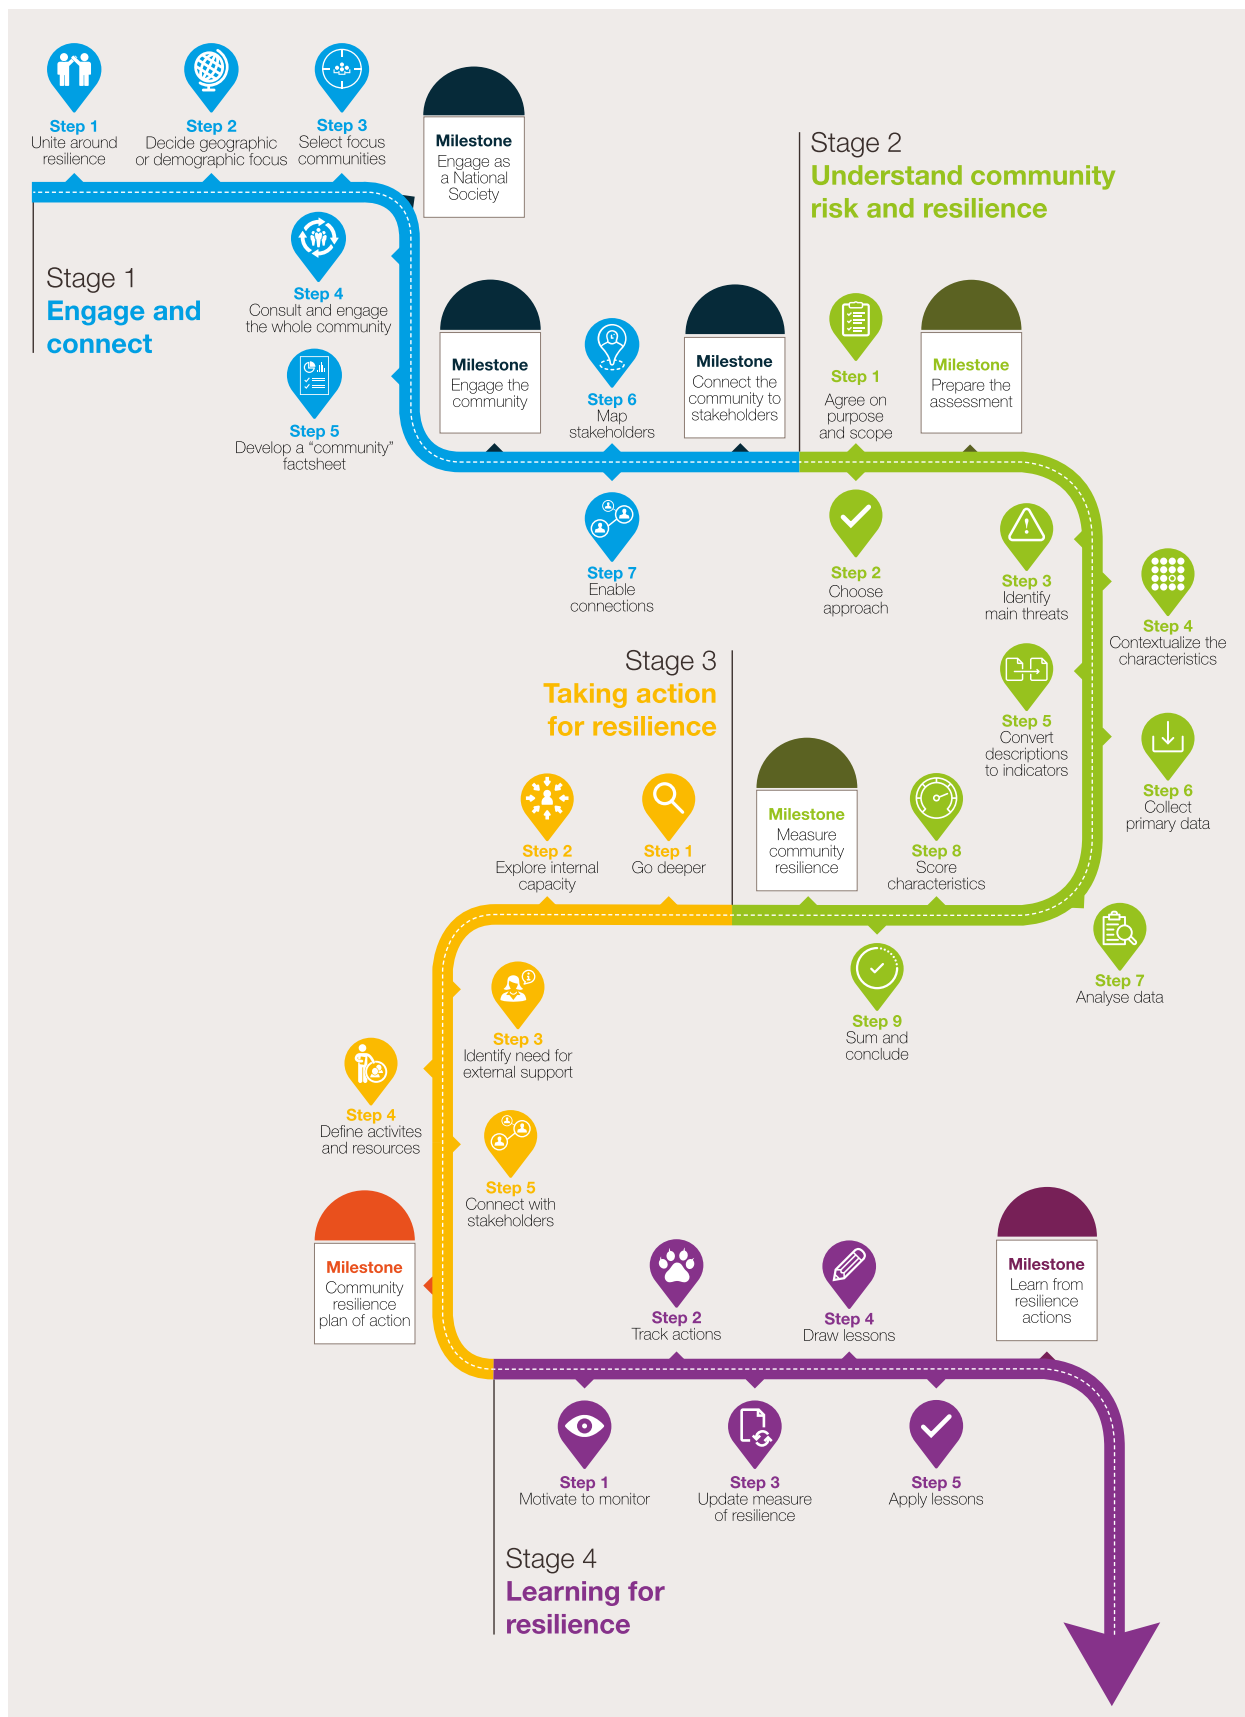 Step 1
Unite around
resilience
Step 2
Decide geographic
or demographic focus
Step 3
Select focus
communities
Milestone
Engage as
a National
Society
Stage 1
Engage and
connect
Step 4
Consult and engage
the whole community
Step 5
Develop a “community”
factsheet
Milestone
Engage the
community
Step 6
Map
stakeholders
Step 7
Enable
connections
Milestone
Connect the
community to
stakeholders
Stage 2
Understand community
risk and resilience
Step 1
Agree on
purpose
and scope
Step 2
Choose
approach
Milestone
Prepare the
assessment
Step 3
Identify
main threats
Step 4
Contextualize the
characteristics
Step 5
Convert
descriptions
to indicators
Step 6
Collect
primary data
Step 7
Analyse data
Step 8
Score
characteristics
Step 9
Sum and
conclude
Milestone
Measure
community
resilience
Stage 3
Taking action
for resilience
Step 1
Go deeper
Step 2
Explore internal
capacity
Step 3
Identify need for
external support
Step 4
Define activites
and resources
Step 5
Connect with
stakeholders
Milestone
Community
resilience
plan of action
Stage 4
Learning for
resilience
Step 1
Motivate to monitor
Step 2
Track actions
Step 3
Update measure
of resilience
Step 4
Draw lessons
Step 5
Apply lessons
Milestone
Learn from
resilience
actions